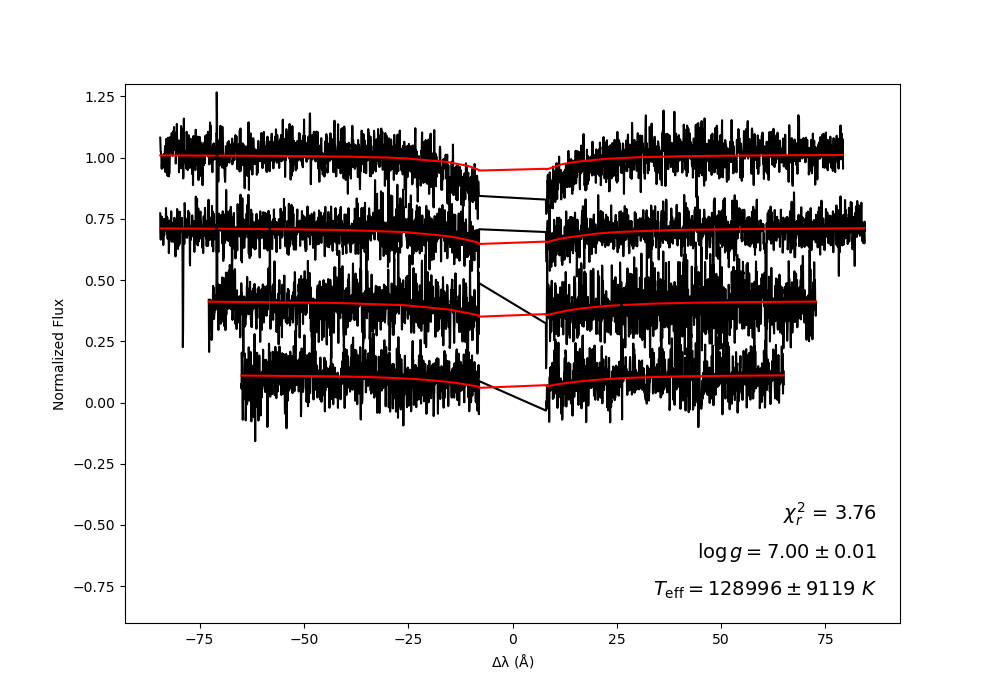 1.25
1.00
0.75
0.50
0.25
0.00
−0.25
−0.50
−0.75
Normalized Flux
χ²ᵣ = 3.76
log g = 7.00 ± 0.01
T_eff = 128996 ± 9119 K
−75 −50 −25 0 25 50 75
Δλ (Å)